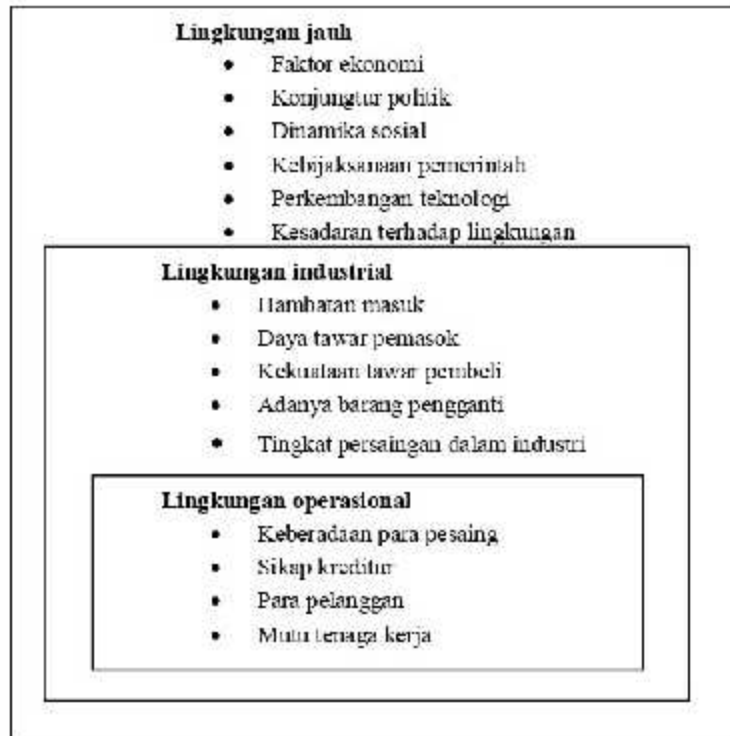 Lingkungan jauh
• Faktor ekonomi
• Konjungtur politik
• Dinamika sosial
• Kebijaksanaan pemerintah
• Perkembangan teknologi
• Kesadaran terhadap lingkungan
Lingkungan industrial
• Hambatan masuk
• Daya tawar pemasok
• Kekuataan tawar pembeli
• Adanya barang pengganti
• Tingkat persaingan dalam industri
Lingkungan operasional
• Keberadaan para pesaing
• Sikap kreditur
• Para pelanggan
• Mutu tenaga kerja